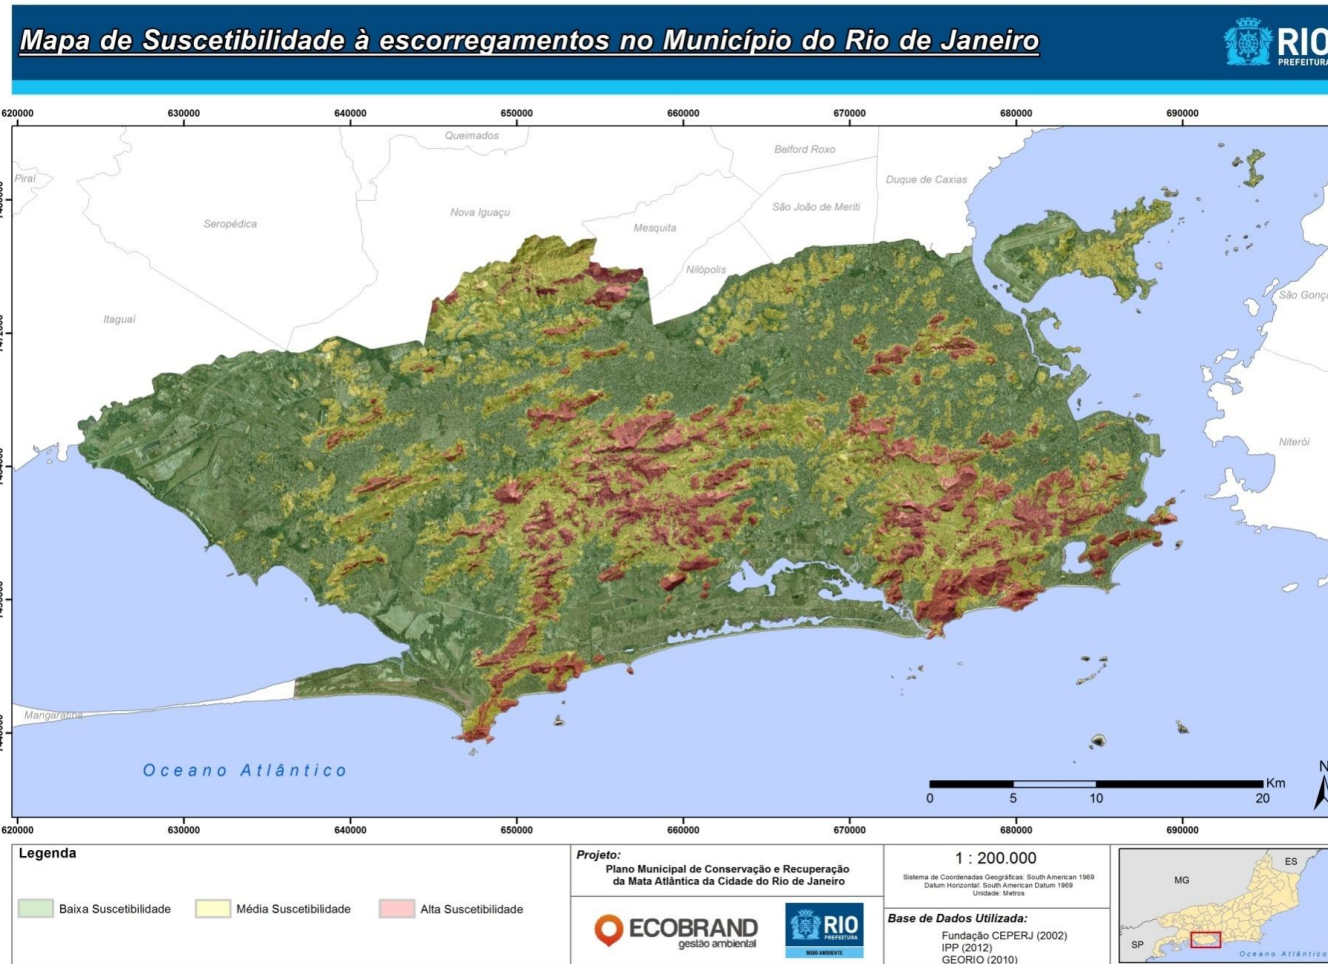 Mapa de Suscetibilidade à escorregamentos no Município do Rio de Janeiro
RIO
PREFEITURA
620000 630000 640000 650000 660000 670000 680000 690000
Queimados
Belford Roxo
Piraí
Duque de Caxias
Seropédica
Nova Iguaçu
São João de Meriti
Mesquita
Nilópolis
São Gonça
Itaguaí
Niterói
Mangaratiba
Oceano Atlântico
N
Km
0 5 10 20
620000 630000 640000 650000 660000 670000 680000 690000
Legenda
Baixa Suscetibilidade
Média Suscetibilidade
Alta Suscetibilidade
Projeto:
Plano Municipal de Conservação e Recuperação
da Mata Atlântica da Cidade do Rio de Janeiro
ECOBRAND
gestão ambiental
RIO
PREFEITURA
MEIO AMBIENTE
1 : 200.000
Sistema de Coordenadas Geográficas: South American 1969
Datum Horizontal: South American Datum 1969
Unidade: Metros
Base de Dados Utilizada:
Fundação CEPERJ (2002)
IPP (2012)
GEORIO (2010)
ES
MG
SP
Oceano Atlântico